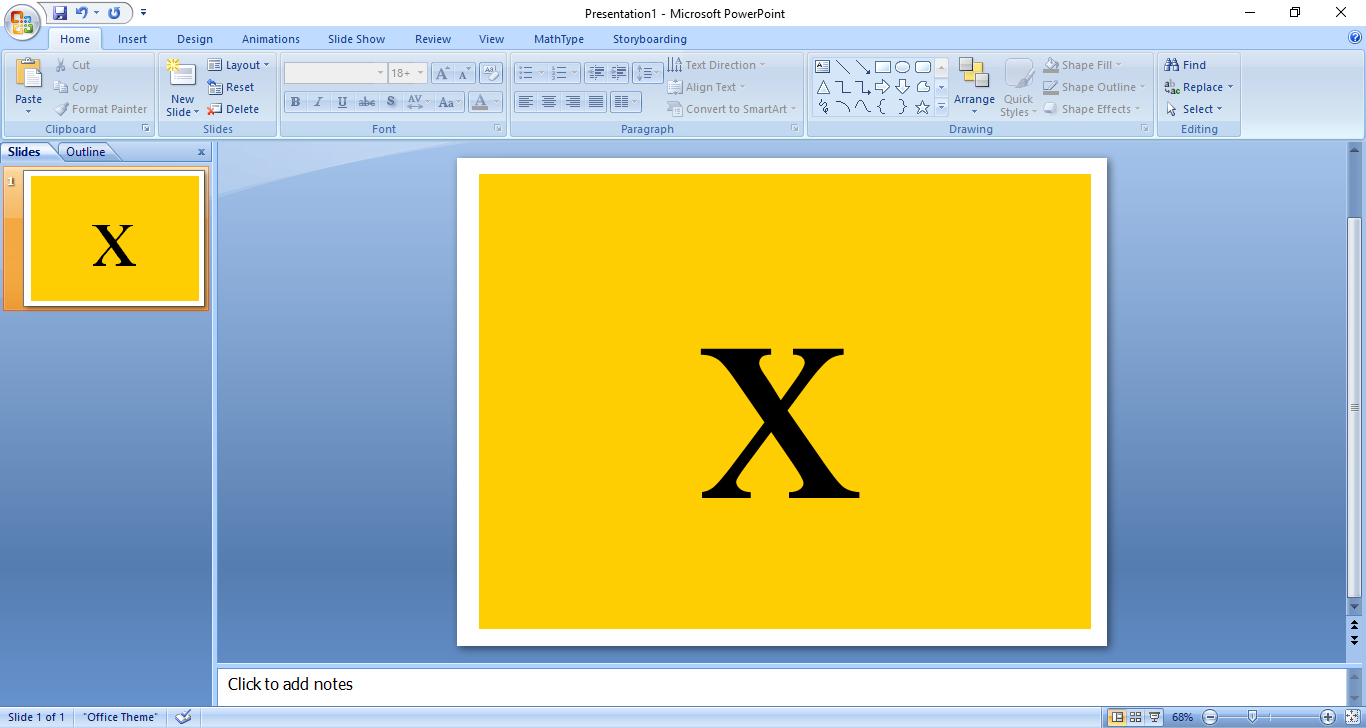 Presentation1 - Microsoft PowerPoint
Home Insert Design Animations Slide Show Review View MathType Storyboarding
Paste
Cut
Copy
Format Painter
Clipboard
New Slide
Layout
Reset
Delete
Slides
18+
B I U abc S AV Aa A
Font
Text Direction
Align Text
Convert to SmartArt
Paragraph
Arrange
Quick Styles
Shape Fill
Shape Outline
Shape Effects
Drawing
Find
Replace
Select
Editing
Slides Outline x
1
X
X
Click to add notes
Slide 1 of 1 "Office Theme" 68%